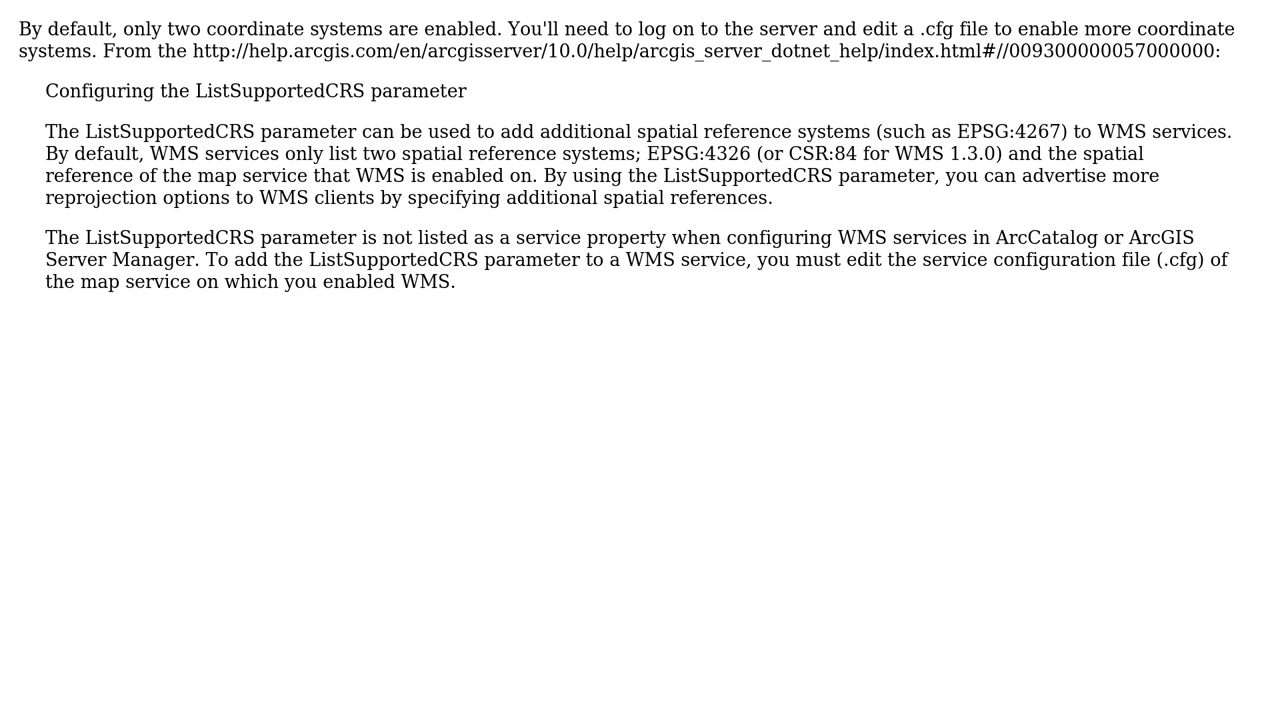 By default, only two coordinate systems are enabled. You'll need to log on to the server and edit a .cfg file to enable more coordinate
systems. From the http://help.arcgis.com/en/arcgisserver/10.0/help/arcgis_server_dotnet_help/index.html#//009300000057000000:
Configuring the ListSupportedCRS parameter
The ListSupportedCRS parameter can be used to add additional spatial reference systems (such as EPSG:4267) to WMS services.
By default, WMS services only list two spatial reference systems; EPSG:4326 (or CSR:84 for WMS 1.3.0) and the spatial
reference of the map service that WMS is enabled on. By using the ListSupportedCRS parameter, you can advertise more
reprojection options to WMS clients by specifying additional spatial references.
The ListSupportedCRS parameter is not listed as a service property when configuring WMS services in ArcCatalog or ArcGIS
Server Manager. To add the ListSupportedCRS parameter to a WMS service, you must edit the service configuration file (.cfg) of
the map service on which you enabled WMS.